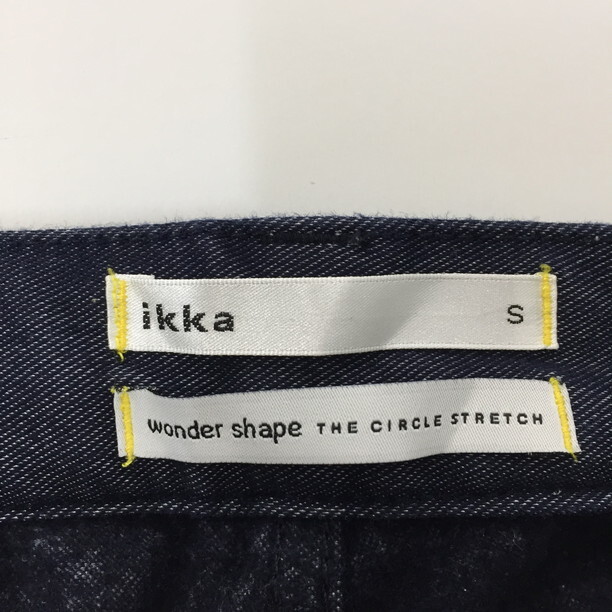 ikka S
wonder shape THE CIRCLE STRETCH